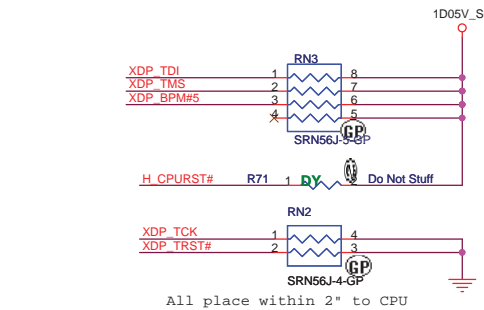 1D05V_S
RN3
XDP_TDI 1 8
XDP_TMS 2 7
XDP_BPM#5 3 6
4 5
SRN56J-5-GP
GP
H_CPURST# R71 1 DY Do Not Stuff
RN2
XDP_TCK 1 4
XDP_TRST# 2 3
SRN56J-4-GP
GP
All place within 2" to CPU